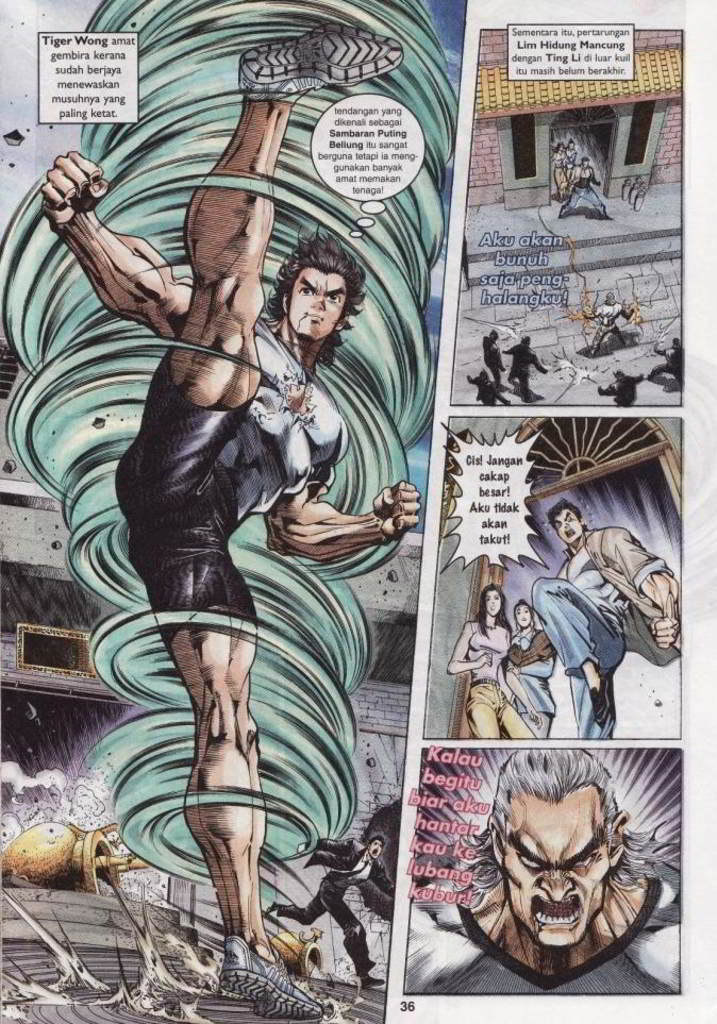 Tiger Wong amat
gembira kerana
sudah berjaya
menewaskan
musuhnya yang
paling ketat.
tendangan yang
dikenali sebagai
Sambaran Puting
Beliung itu sangat
berguna tetapi ia meng-
gunakan banyak
amat memakan
tenaga!
Sementara itu, pertarungan
Lim Hidung Mancung
dengan Ting Li di luar kuil
itu masih belum berakhir.
Aku akan
bunuh
saja peng-
halangku!
Cis! Jangan
cakap
besar!
Aku tidak
akan
takut!
Kalau
begitu
biar aku
hantar
kau ke
lubang
kubur!
36